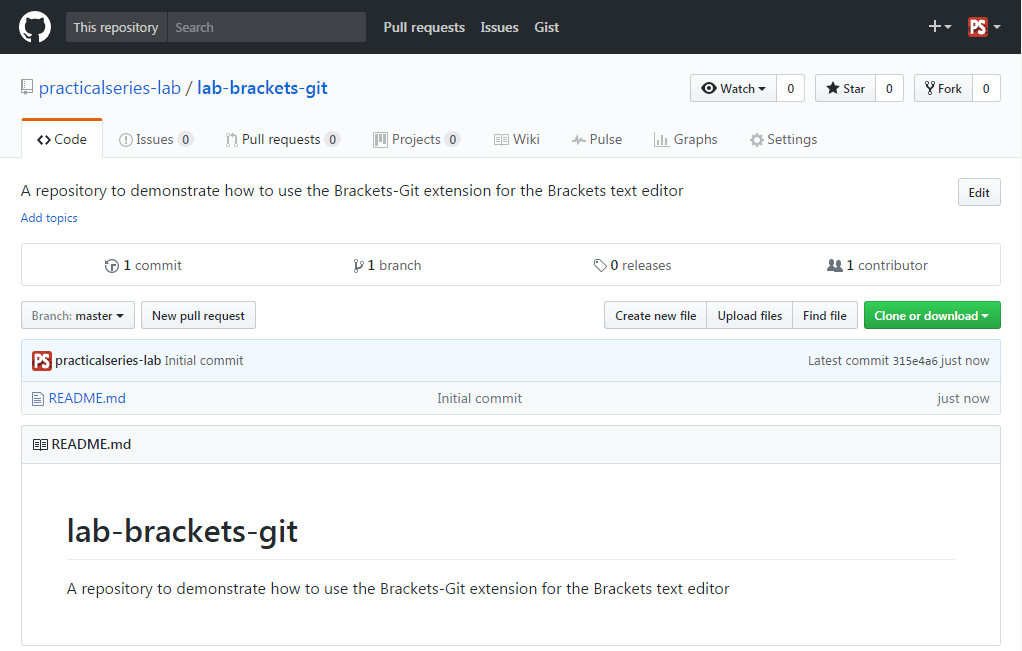 This repository Search Pull requests Issues Gist
practicalseries-lab / lab-brackets-git Watch 0 Star 0 Fork 0
Code Issues 0 Pull requests 0 Projects 0 Wiki Pulse Graphs Settings
A repository to demonstrate how to use the Brackets-Git extension for the Brackets text editor Edit
Add topics
1 commit 1 branch 0 releases 1 contributor
Branch: master New pull request Create new file Upload files Find file Clone or download
PS practicalseries-lab Initial commit Latest commit 315e4a6 just now
README.md Initial commit just now
README.md
lab-brackets-git
A repository to demonstrate how to use the Brackets-Git extension for the Brackets text editor